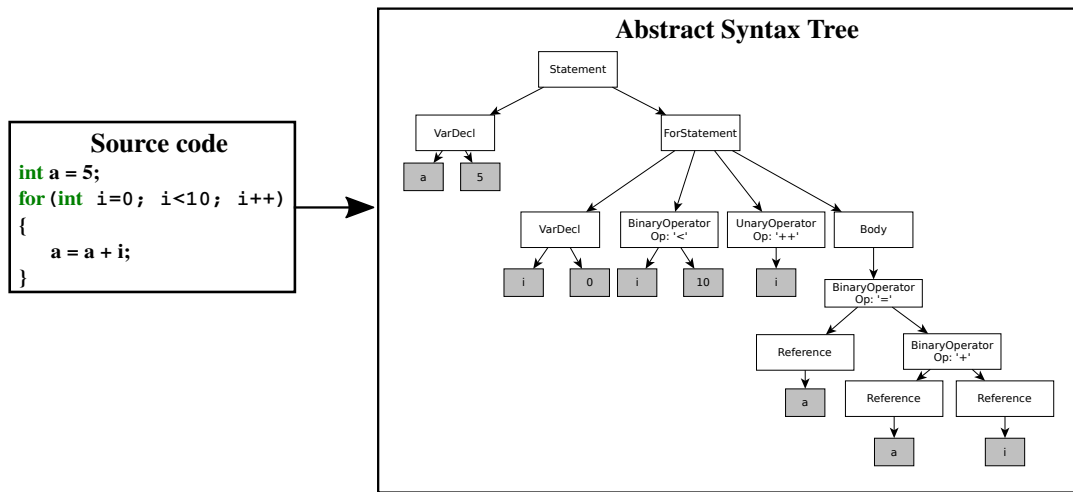 Abstract Syntax Tree
Statement
VarDecl
ForStatement
a
5
VarDecl
BinaryOperator
Op: '<'
UnaryOperator
Op: '++'
Body
i
0
i
10
i
BinaryOperator
Op: '='
Reference
BinaryOperator
Op: '+'
a
Reference
Reference
a
i
Source code
int a = 5;
for(int i=0; i<10; i++)
{
a = a + i;
}